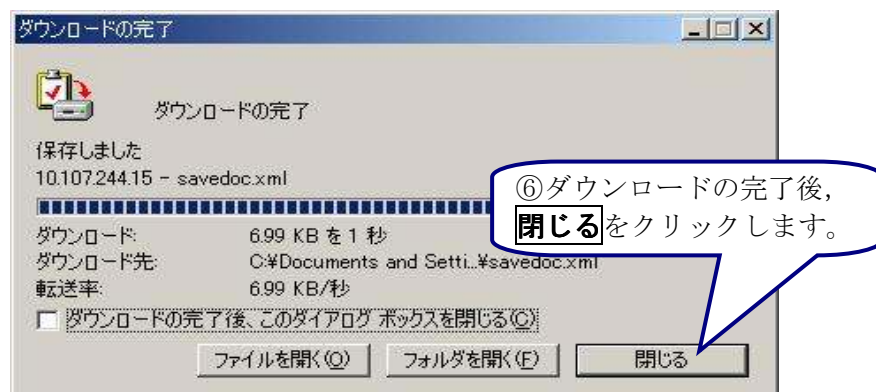 ダウンロードの完了
ダウンロードの完了
保存しました
10.107.244.15 - savedoc.xml
⑥ダウンロードの完了後,
閉じるをクリックします。
ダウンロード: 6.99 KB を 1 秒
ダウンロード先: C:¥Documents and Setti...¥savedoc.xml
転送率: 6.99 KB/秒
ダウンロードの完了後、このダイアログ ボックスを閉じる(C)
ファイルを開く(O) フォルダを開く(F) 閉じる